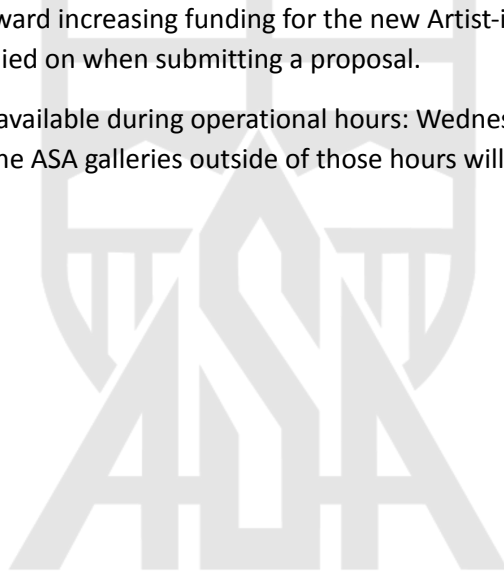 ward increasing funding for the new Artist-i
ied on when submitting a proposal.
available during operational hours: Wednes
ne ASA galleries outside of those hours will
ASA